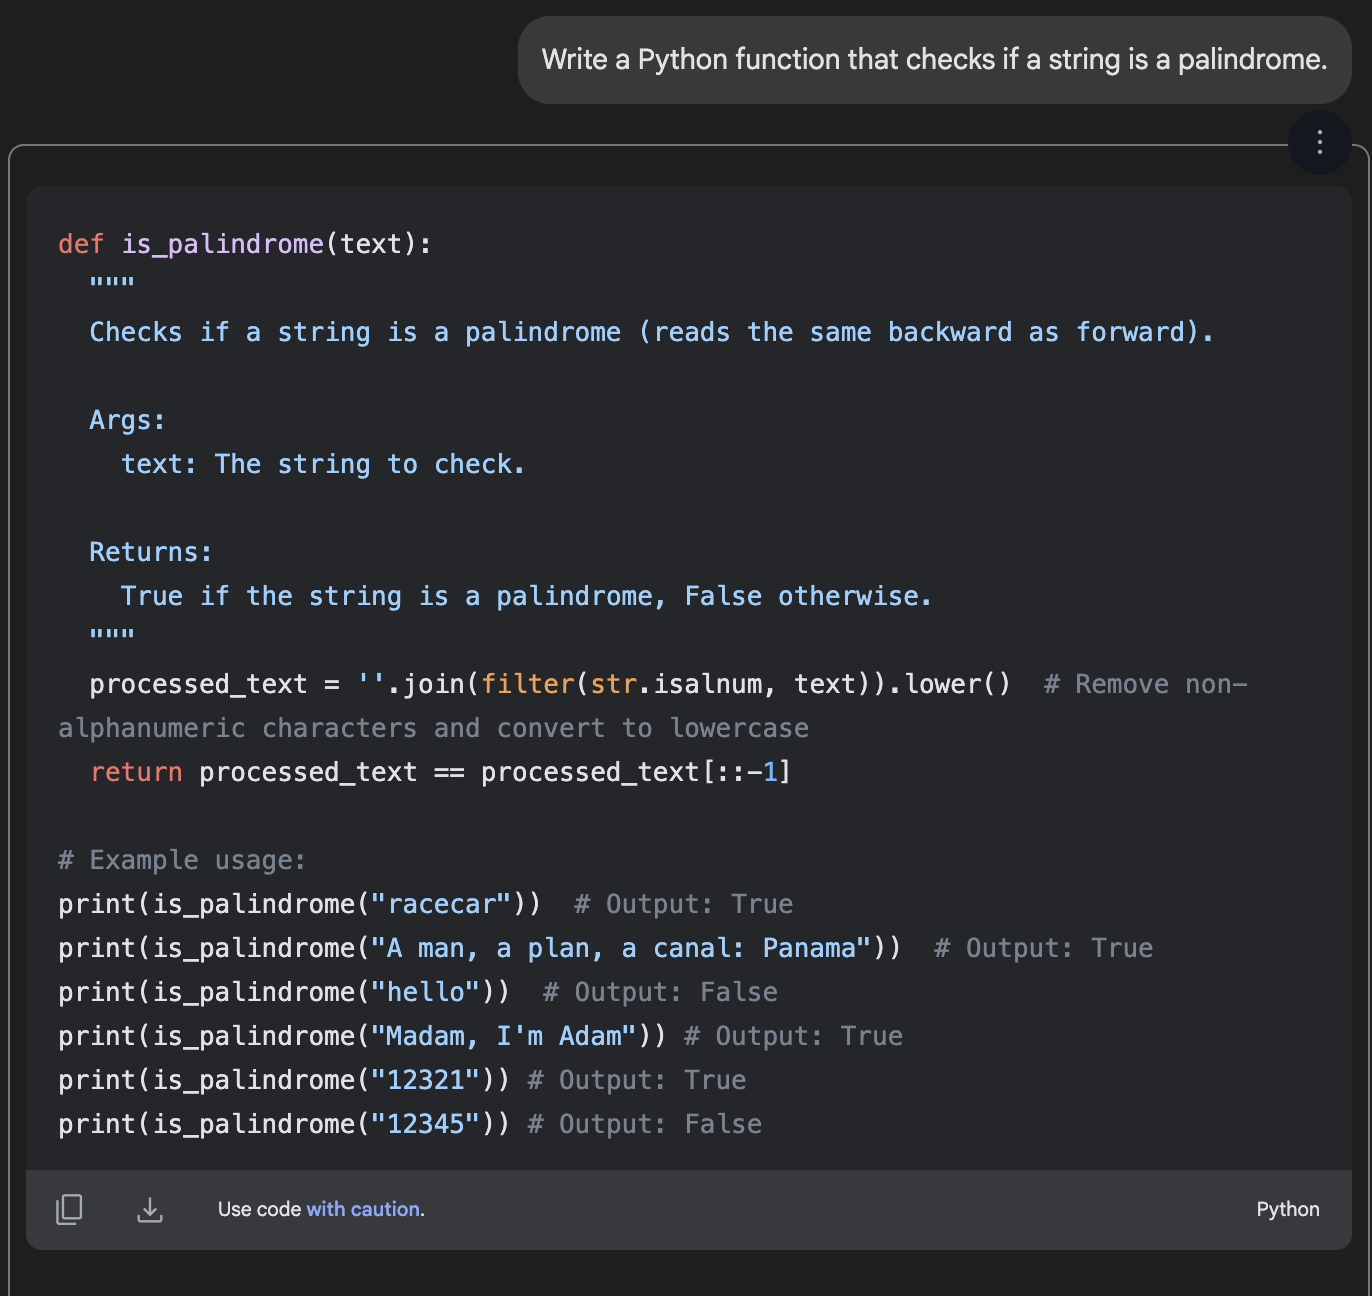 Write a Python function that checks if a string is a palindrome.
def is_palindrome(text):
  """
  Checks if a string is a palindrome (reads the same backward as forward).

  Args:
    text: The string to check.

  Returns:
    True if the string is a palindrome, False otherwise.
  """
  processed_text = ''.join(filter(str.isalnum, text)).lower()  # Remove non-
alphanumeric characters and convert to lowercase
  return processed_text == processed_text[::-1]

# Example usage:
print(is_palindrome("racecar"))  # Output: True
print(is_palindrome("A man, a plan, a canal: Panama"))  # Output: True
print(is_palindrome("hello"))  # Output: False
print(is_palindrome("Madam, I'm Adam")) # Output: True
print(is_palindrome("12321")) # Output: True
print(is_palindrome("12345")) # Output: False
Use code with caution. Python